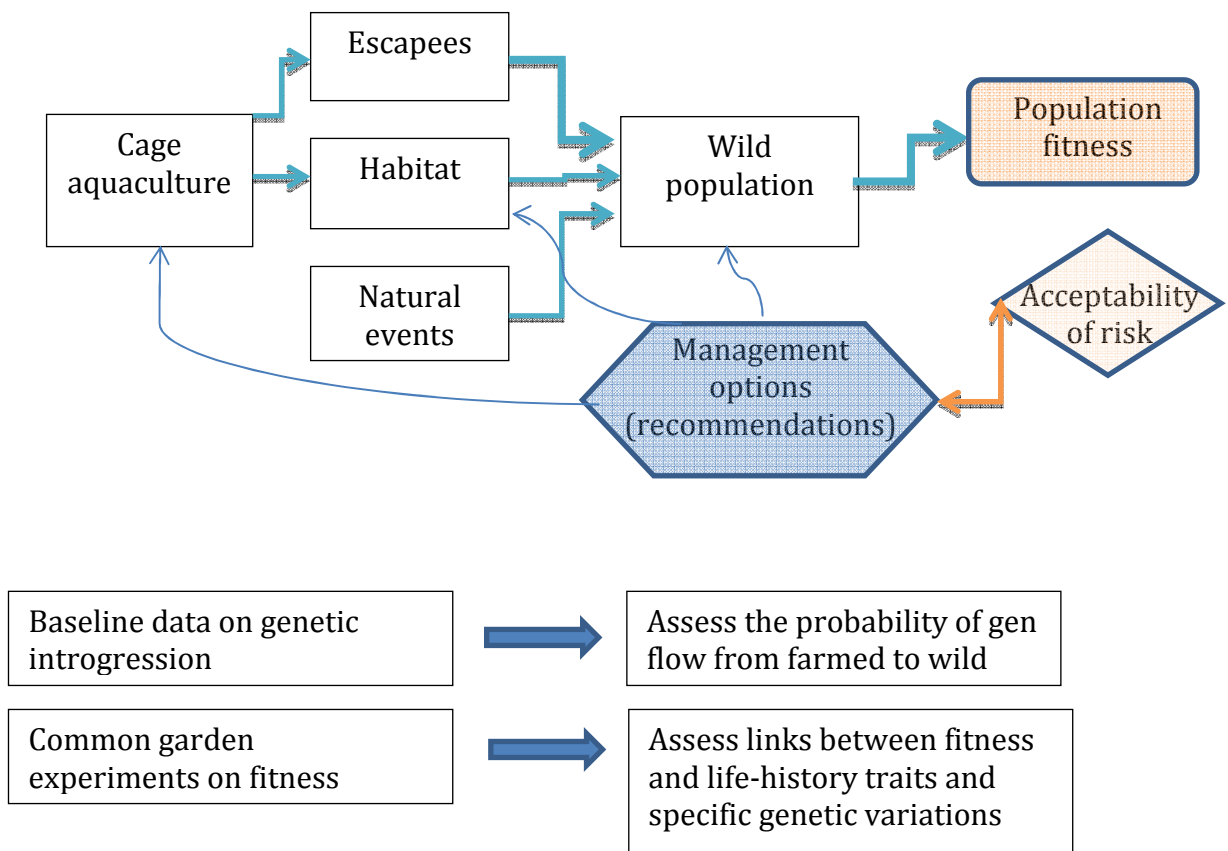 Escapees
Population
fitness
Cage
aquaculture
Habitat
Wild
population
Natural
events
Acceptability
of risk
Management
options
(recommendations)
Baseline data on genetic
introgression
Assess the probability of gen
flow from farmed to wild
Common garden
experiments on fitness
Assess links between fitness
and life-history traits and
specific genetic variations